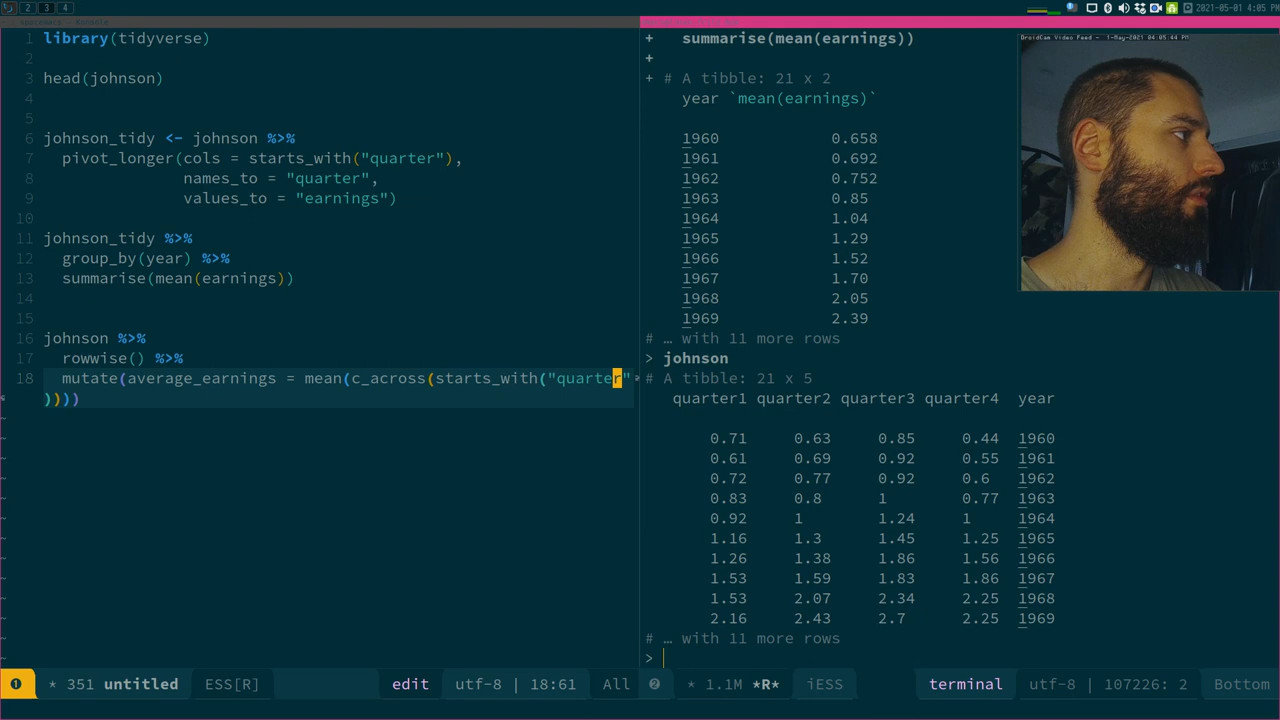 2 3 4
2021-05-01 4:05 PM
1 library(tidyverse)
2
3 head(johnson)
4
5
6 johnson_tidy <- johnson %>%
7 pivot_longer(cols = starts_with("quarter"),
8 names_to = "quarter",
9 values_to = "earnings")
10
11 johnson_tidy %>%
12 group_by(year) %>%
13 summarise(mean(earnings))
14
15
16 johnson %>%
17 rowwise() %>%
18 mutate(average_earnings = mean(c_across(starts_with("quarter"
))))
~
~
~
~
~
~
~
~
~
~
~
~
~
❶ * 351 untitled ESS[R] edit utf-8 | 18:61 All
+ summarise(mean(earnings))
+
+ # A tibble: 21 x 2
year `mean(earnings)`
1960 0.658
1961 0.692
1962 0.752
1963 0.85
1964 1.04
1965 1.29
1966 1.52
1967 1.70
1968 2.05
1969 2.39
# … with 11 more rows
> johnson
# A tibble: 21 x 5
quarter1 quarter2 quarter3 quarter4 year
0.71 0.63 0.85 0.44 1960
0.61 0.69 0.92 0.55 1961
0.72 0.77 0.92 0.6 1962
0.83 0.8 1 0.77 1963
0.92 1 1.24 1 1964
1.16 1.3 1.45 1.25 1965
1.26 1.38 1.86 1.56 1966
1.53 1.59 1.83 1.86 1967
1.53 2.07 2.34 2.25 1968
2.16 2.43 2.7 2.25 1969
# … with 11 more rows
>
❷ * 1.1M *R* iESS terminal utf-8 | 107226: 2 Bottom
DroidCam Video Feed - 1-May-2021 04:05:44 PM